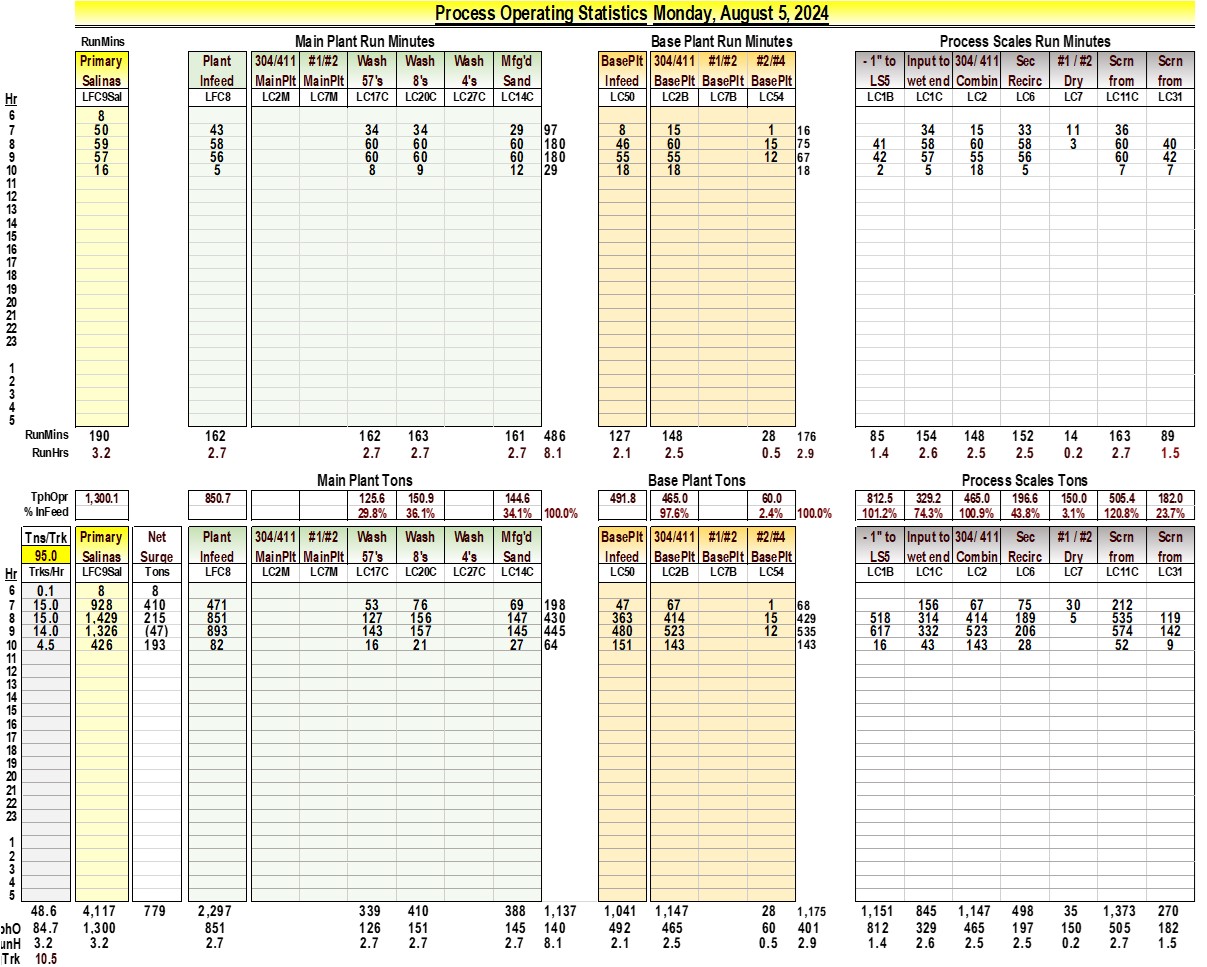 Process Operating Statistics Monday, August 5, 2024
RunMins Main Plant Run Minutes Base Plant Run Minutes Process Scales Run Minutes
Primary Plant 304/411 #1/#2 Wash Wash Wash Mfg'd BasePlt 304/411 #1/#2 #2/#4 - 1" to Input to 304/ 411 Sec #1 / #2 Scrn Scrn
Salinas Infeed MainPlt MainPlt 57's 8's 4's Sand Infeed BasePlt BasePlt BasePlt LS5 wet end Combin Recirc Dry from from
Hr LFC9Sal LFC8 LC2M LC7M LC17C LC20C LC27C LC14C LC50 LC2B LC7B LC54 LC1B LC1C LC2 LC6 LC7 LC11C LC31
6 8
7 50 43 34 34 29 97 8 15 1 16 34 15 33 11 36
8 59 58 60 60 60 180 46 60 15 75 41 58 60 58 3 60 40
9 57 56 60 60 60 180 55 55 12 67 42 57 55 56 60 42
10 16 5 8 9 12 29 18 18 18 2 5 18 5 7 7
11
12
13
14
15
16
17
18
19
20
21
22
23
1
2
3
4
5
RunMins 190 162 162 163 161 486 127 148 28 176 85 154 148 152 14 163 89
RunHrs 3.2 2.7 2.7 2.7 2.7 8.1 2.1 2.5 0.5 2.9 1.4 2.6 2.5 2.5 0.2 2.7 1.5
Main Plant Tons Base Plant Tons Process Scales Tons
TphOpr 1,300.1 850.7 125.6 150.9 144.6 491.8 465.0 60.0 812.5 329.2 465.0 196.6 150.0 505.4 182.0
% InFeed 29.8% 36.1% 34.1% 100.0% 97.6% 2.4% 100.0% 101.2% 74.3% 100.9% 43.8% 3.1% 120.8% 23.7%
Tns/Trk Primary Net Plant 304/411 #1/#2 Wash Wash Wash Mfg'd BasePlt 304/411 #1/#2 #2/#4 - 1" to Input to 304/ 411 Sec #1 / #2 Scrn Scrn
95.0 Salinas Surge Infeed MainPlt MainPlt 57's 8's 4's Sand Infeed BasePlt BasePlt BasePlt LS5 wet end Combin Recirc Dry from from
Hr Trks/Hr LFC9Sal Tons LFC8 LC2M LC7M LC17C LC20C LC27C LC14C LC50 LC2B LC7B LC54 LC1B LC1C LC2 LC6 LC7 LC11C LC31
6 0.1 8 8
7 15.0 928 410 471 53 76 69 198 47 67 1 68 156 67 75 30 212
8 15.0 1,429 215 851 127 156 147 430 363 414 15 429 518 314 414 189 5 535 119
9 14.0 1,326 (47) 893 143 157 145 445 480 523 12 535 617 332 523 206 574 142
10 4.5 426 193 82 16 21 27 64 151 143 143 16 43 143 28 52 9
11
12
13
14
15
16
17
18
19
20
21
22
23
1
2
3
4
5
48.6 4,117 779 2,297 339 410 388 1,137 1,041 1,147 28 1,175 1,151 845 1,147 498 35 1,373 270
phO 84.7 1,300 851 126 151 145 140 492 465 60 401 812 329 465 197 150 505 182
unH 3.2 3.2 2.7 2.7 2.7 2.7 8.1 2.1 2.5 0.5 2.9 1.4 2.6 2.5 2.5 0.2 2.7 1.5
Trk 10.5